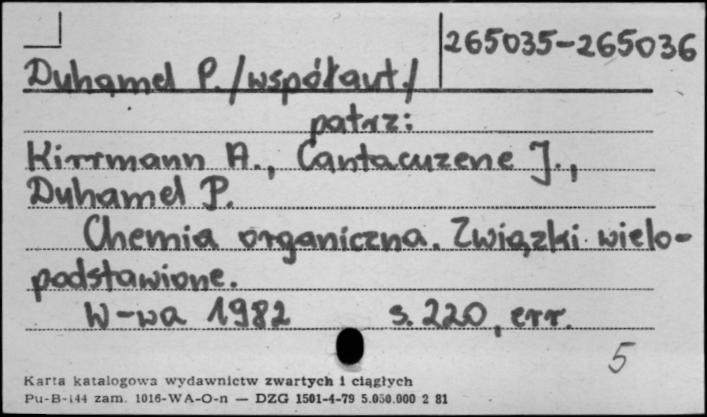 265035-265036
Duhamel P. /współaut./
patrz:
Kirrmann A., Cantacuzene J.,
Duhamel P.
Chemia organiczna. Związki wielo-
podstawione.
W-wa 1982 s. 220, err.
5
Karta katalogowa wydawnictw zwartych i ciągłych
Pu-B-144 zam. 1016-WA-O-n — DZG 1501-4-79 5.050.000 2 81